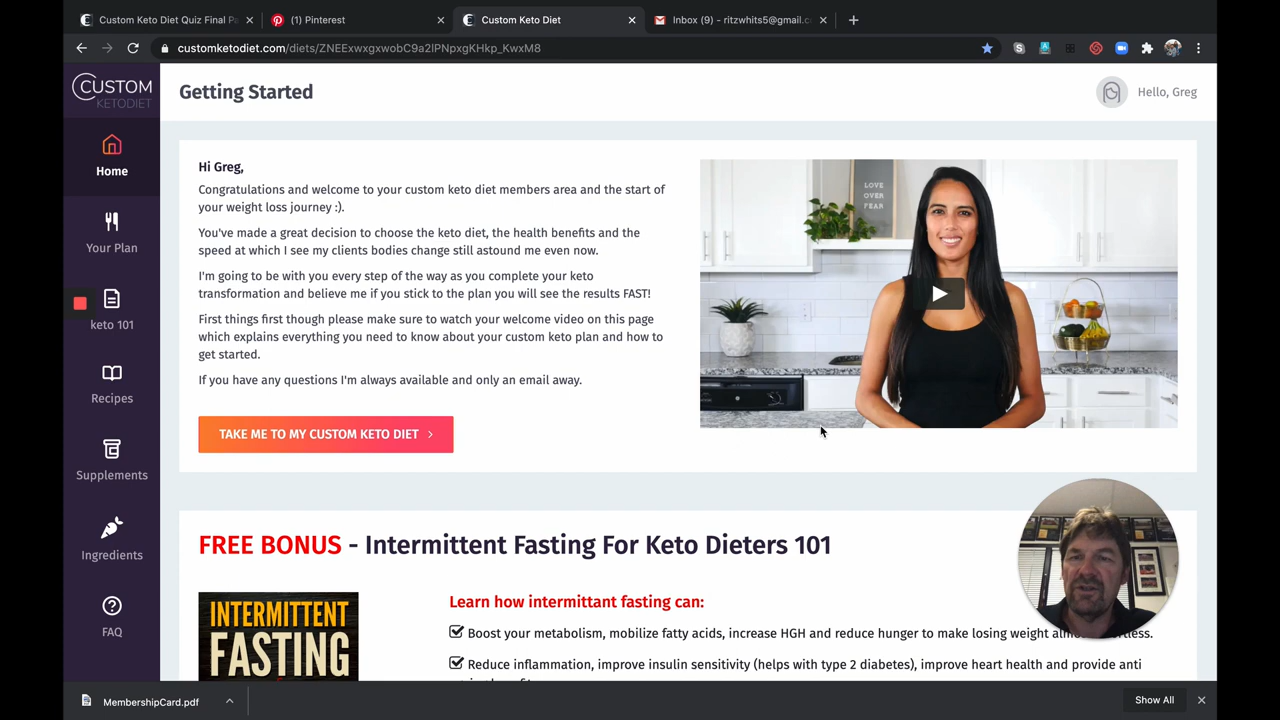 Custom Keto Diet Quiz Final Pa
(1) Pinterest
Custom Keto Diet
Inbox (9) - ritzwhits5@gmail.c
customketodiet.com/diets/ZNEExwxgxwobC9a2lPNpxgKHkp_KwxM8
CUSTOM
KETODIET
Getting Started
Hello, Greg
Home
Your Plan
keto 101
Recipes
Supplements
Ingredients
FAQ
Hi Greg,
Congratulations and welcome to your custom keto diet members area and the start of
your weight loss journey :).
You've made a great decision to choose the keto diet, the health benefits and the
speed at which I see my clients bodies change still astound me even now.
I'm going to be with you every step of the way as you complete your keto
transformation and believe me if you stick to the plan you will see the results FAST!
First things first though please make sure to watch your welcome video on this page
which explains everything you need to know about your custom keto plan and how to
get started.
If you have any questions I'm always available and only an email away.
TAKE ME TO MY CUSTOM KETO DIET
LOVE
OVER
FEAR
FREE BONUS - Intermittent Fasting For Keto Dieters 101
INTERMITTENT
FASTING
Learn how intermittant fasting can:
Boost your metabolism, mobilize fatty acids, increase HGH and reduce hunger to make losing weight
Reduce inflammation, improve insulin sensitivity (helps with type 2 diabetes), improve heart health and provide anti
MembershipCard.pdf
Show All